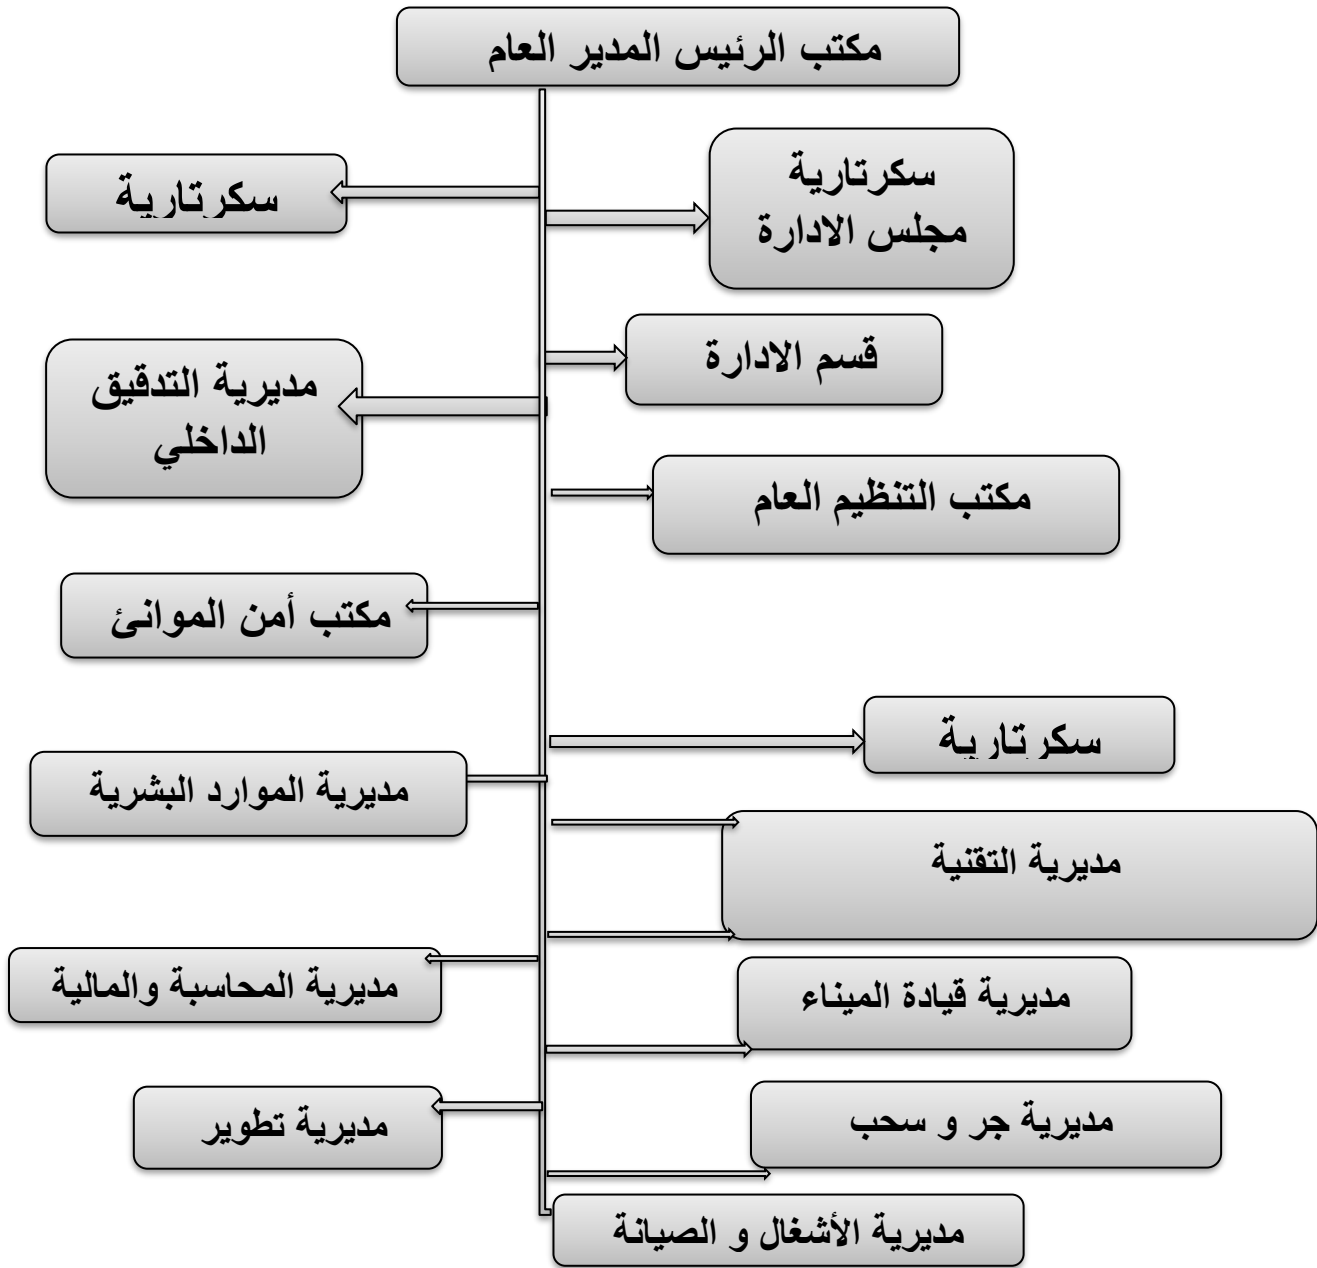 مكتب الرئيس المدير العام
سكرتارية
مجلس الادارة
سكرتارية
قسم الادارة
مديرية التدقيق
الداخلي
مكتب التنظيم العام
مكتب أمن الموانئ
سكرتارية
مديرية الموارد البشرية
مديرية التقنية
مديرية المحاسبة والمالية
مديرية قيادة الميناء
مديرية جر و سحب
مديرية تطوير
مديرية الأشغال و الصيانة